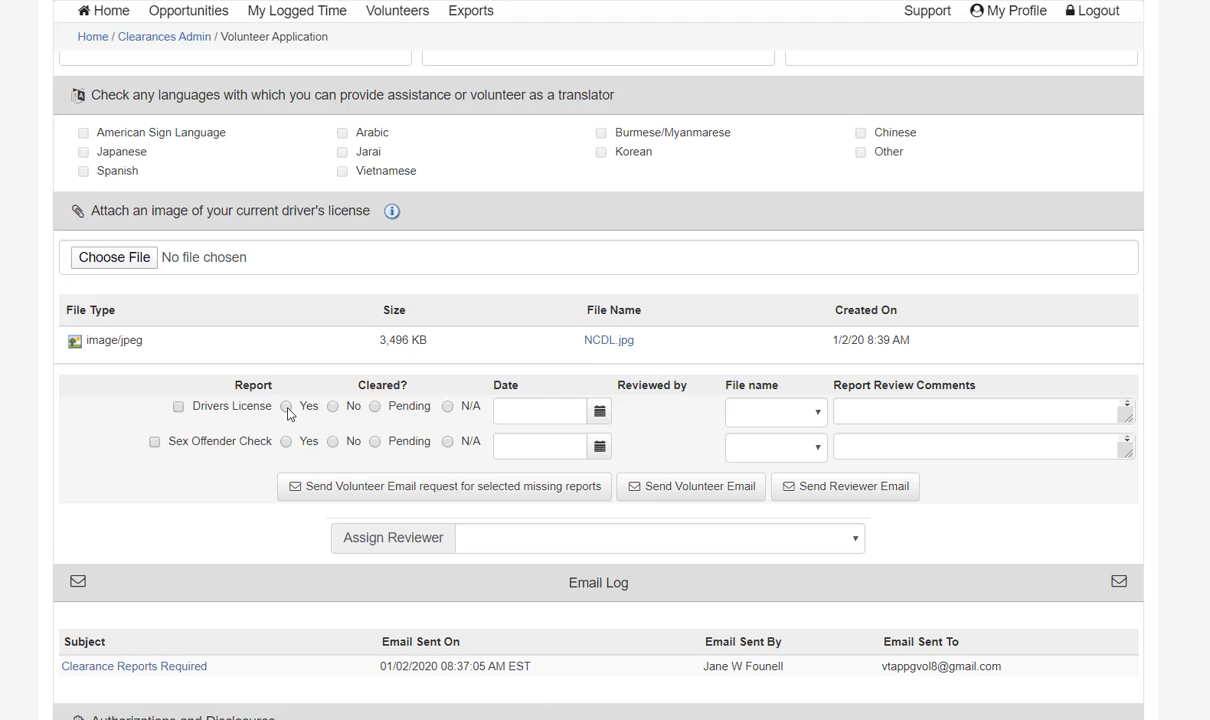 Home Opportunities My Logged Time Volunteers Exports Support My Profile Logout
Home / Clearances Admin / Volunteer Application
Check any languages with which you can provide assistance or volunteer as a translator
American Sign Language Arabic Burmese/Myanmarese Chinese
Japanese Jarai Korean Other
Spanish Vietnamese
Attach an image of your current driver's license
Choose File No file chosen
File Type Size File Name Created On
image/jpeg 3,496 KB NCDL.jpg 1/2/20 8:39 AM
Report Cleared? Date Reviewed by File name Report Review Comments
Drivers License Yes No Pending N/A
Sex Offender Check Yes No Pending N/A
Send Volunteer Email request for selected missing reports Send Volunteer Email Send Reviewer Email
Assign Reviewer
Email Log
Subject Email Sent On Email Sent By Email Sent To
Clearance Reports Required 01/02/2020 08:37:05 AM EST Jane W Founell vtappgvol8@gmail.com
Authorizations and Disclosures